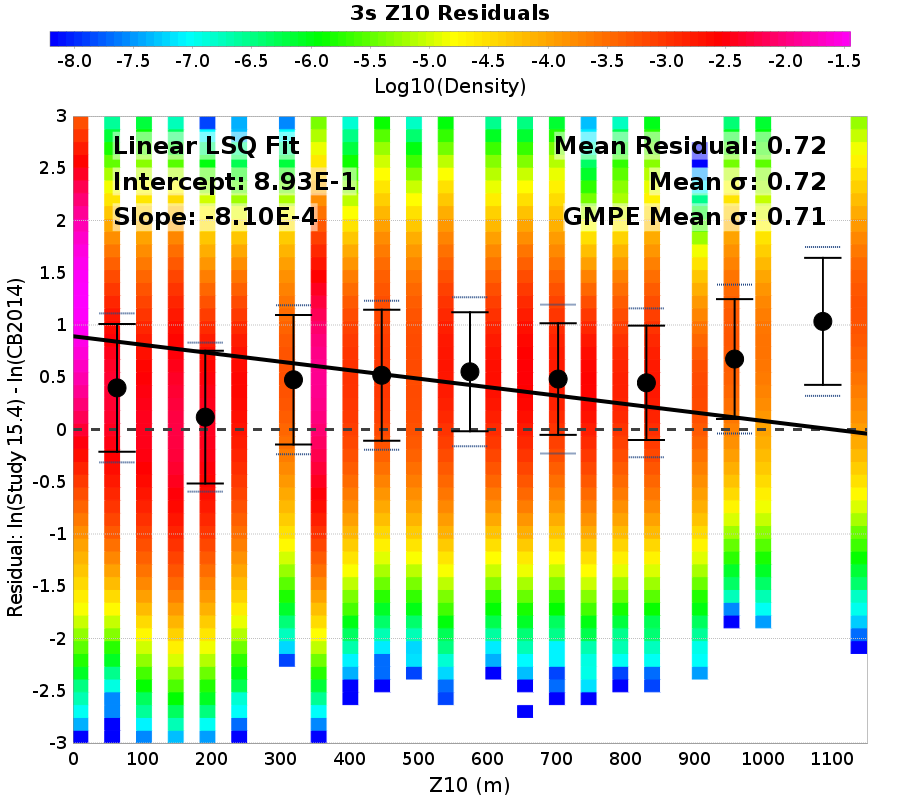 3s Z10 Residuals
-8.0 -7.5 -7.0 -6.5 -6.0 -5.5 -5.0 -4.5 -4.0 -3.5 -3.0 -2.5 -2.0 -1.5
Log10(Density)
Linear LSQ Fit
Intercept: 8.93E-1
Slope: -8.10E-4
Mean Residual: 0.72
Mean σ: 0.72
GMPE Mean σ: 0.71
Residual: ln(Study 15.4) - ln(CB2014)
3
2.5
2
1.5
1
0.5
0
-0.5
-1
-1.5
-2
-2.5
-3
0 100 200 300 400 500 600 700 800 900 1000 1100
Z10 (m)